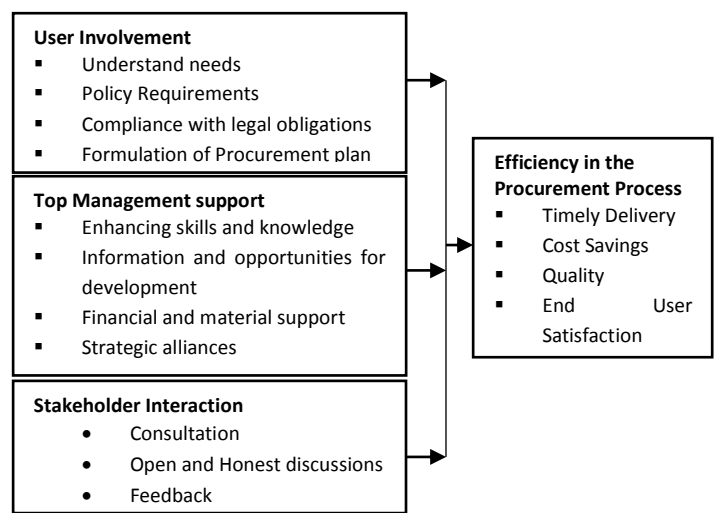 User Involvement
▪ Understand needs
▪ Policy Requirements
▪ Compliance with legal obligations
▪ Formulation of Procurement plan
Top Management support
▪ Enhancing skills and knowledge
▪ Information and opportunities for
development
▪ Financial and material support
▪ Strategic alliances
Stakeholder Interaction
• Consultation
• Open and Honest discussions
• Feedback
Efficiency in the
Procurement Process
▪ Timely Delivery
▪ Cost Savings
▪ Quality
▪ End User
Satisfaction